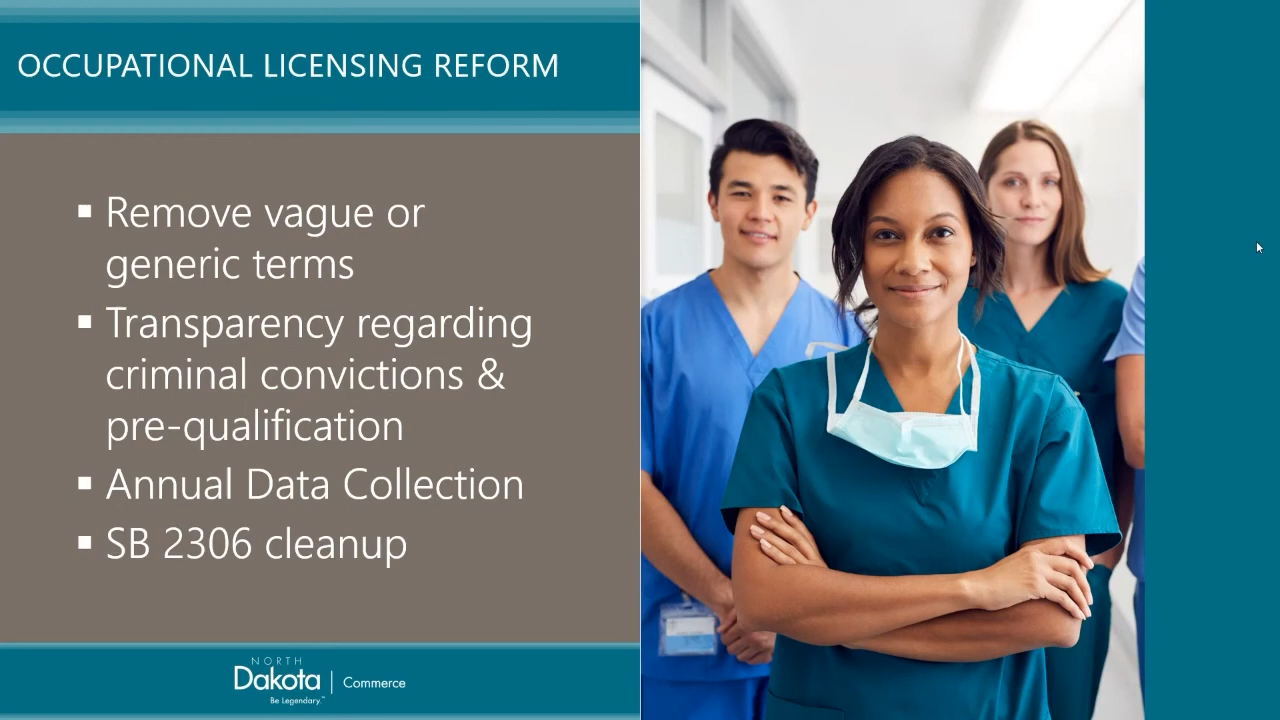 OCCUPATIONAL LICENSING REFORM
▪ Remove vague or
generic terms
▪ Transparency regarding
criminal convictions &
pre-qualification
▪ Annual Data Collection
▪ SB 2306 cleanup
NORTH
Dakota | Commerce
Be Legendary.™